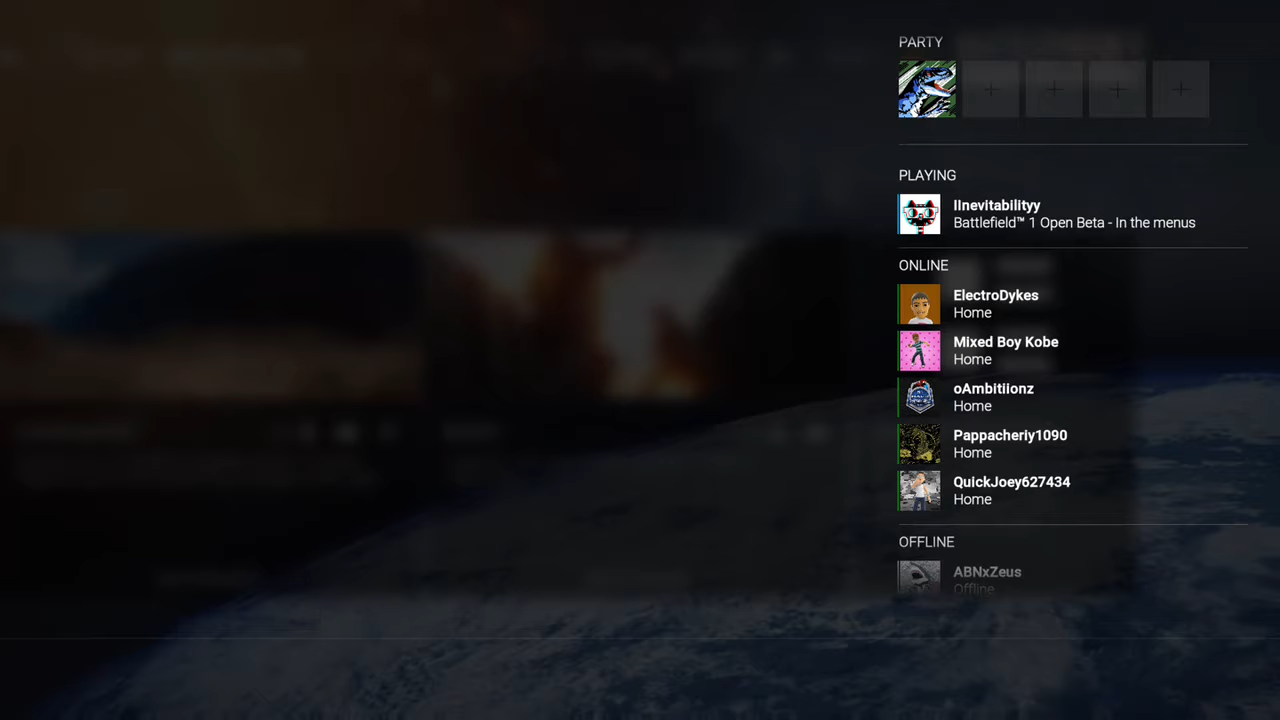 PARTY
PLAYING
IInevitabilityy
Battlefield™ 1 Open Beta - In the menus
ONLINE
ElectroDykes
Home
Mixed Boy Kobe
Home
oAmbitiionz
Home
Pappacheriy1090
Home
QuickJoey627434
Home
OFFLINE
ABNxZeus
Offline